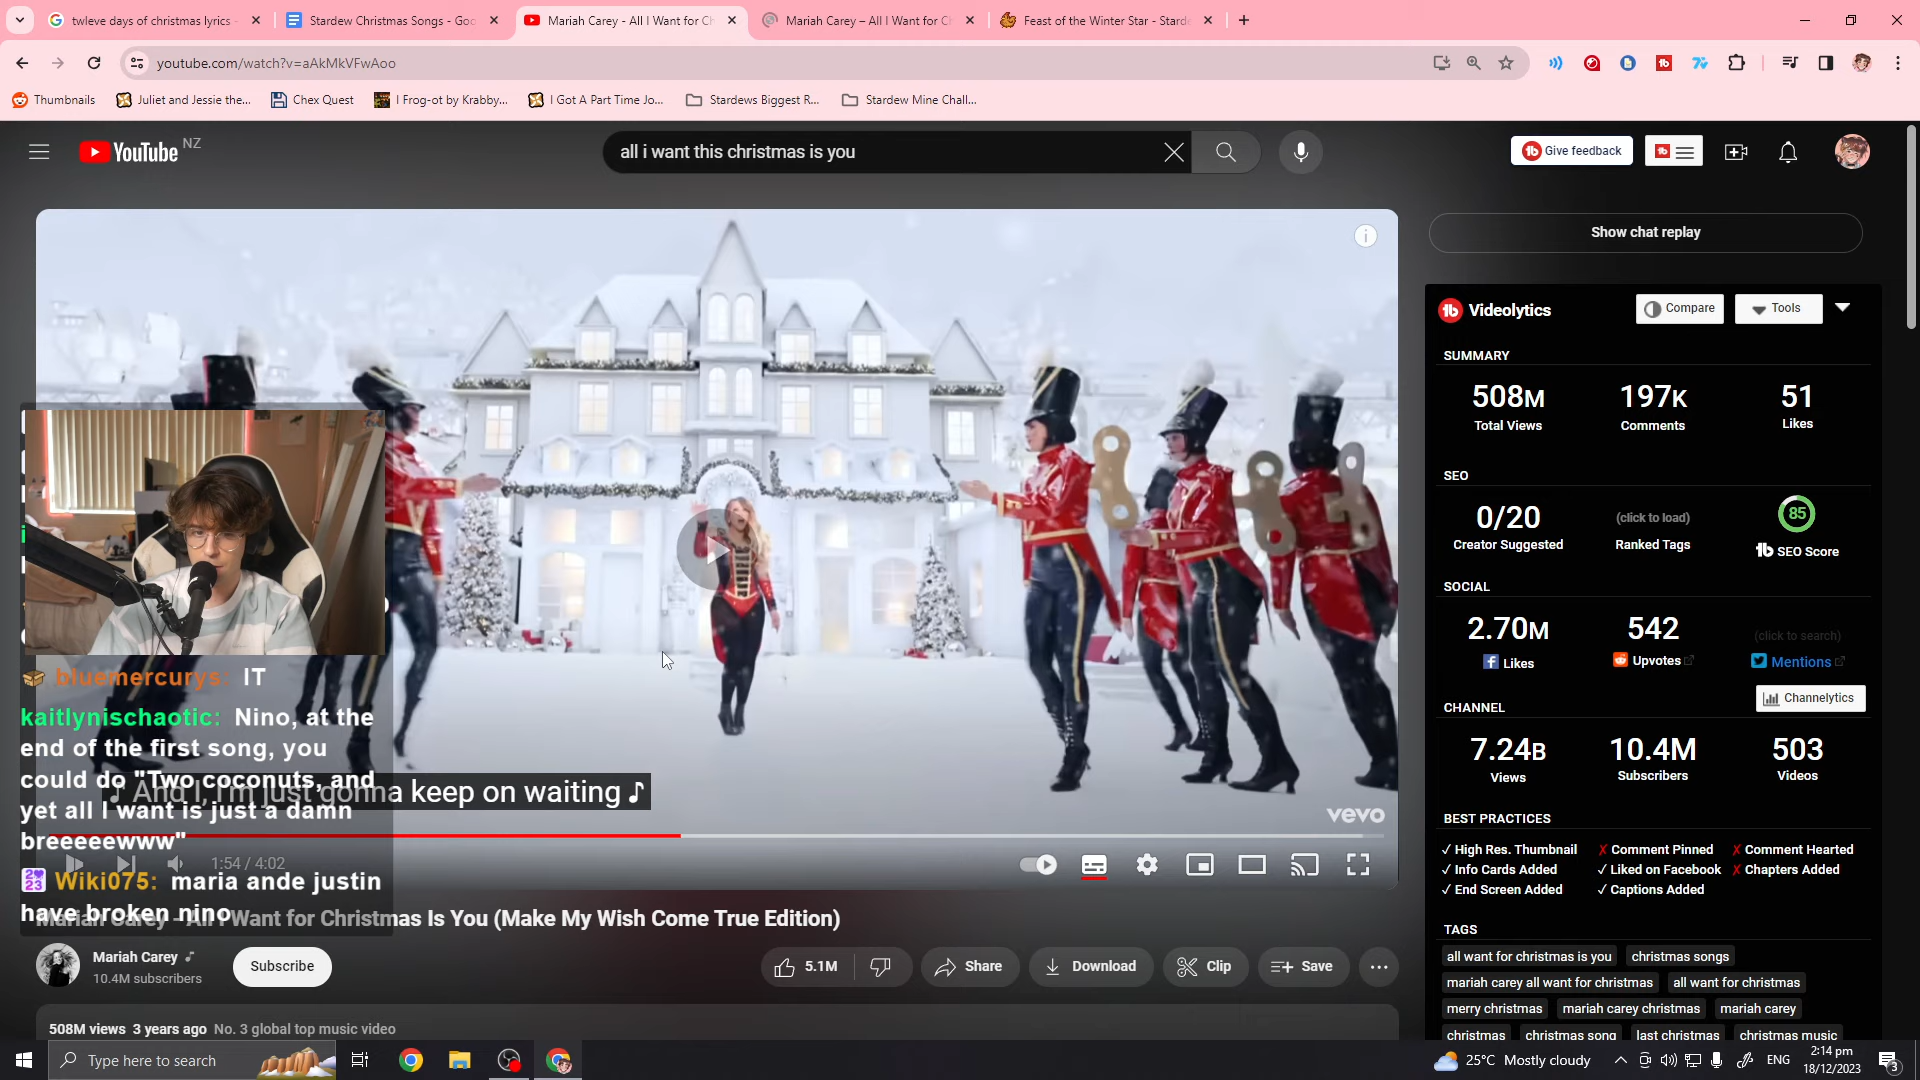 twleve days of christmas lyrics -
Stardew Christmas Songs - Goo
Mariah Carey - All I Want for Ch
Mariah Carey – All I Want for Ch
Feast of the Winter Star - Stard
youtube.com/watch?v=aAkMkVFwAoo
Thumbnails
Juliet and Jessie the...
Chex Quest
I Frog-ot by Krabby...
I Got A Part Time Jo...
Stardews Biggest R...
Stardew Mine Chall...
YouTube NZ
all i want this christmas is you
Give feedback
Show chat replay
Videolytics
Compare
Tools
SUMMARY
508M
197K
51
Total Views
Comments
Likes
SEO
0/20
(click to load)
85
Creator Suggested
Ranked Tags
SEO Score
SOCIAL
2.70M
542
(click to search)
Likes
Upvotes
Mentions
Channelytics
CHANNEL
7.24B
10.4M
503
Views
Subscribers
Videos
BEST PRACTICES
✓ High Res. Thumbnail
✗ Comment Pinned
✗ Comment Hearted
✓ Info Cards Added
✓ Liked on Facebook
✗ Chapters Added
✓ End Screen Added
✓ Captions Added
TAGS
all want for christmas is you
christmas songs
mariah carey all want for christmas
all want for christmas
merry christmas
mariah carey christmas
mariah carey
christmas
christmas song
last christmas
christmas music
bluemercurys: IT
kaitlynischaotic: Nino, at the
end of the first song, you
could do "Two coconuts, and
yet all I want is just a damn
breeeeewww"
Wiki075: maria ande justin
have broken nino
♪ And I, I'm just gonna keep on waiting ♪
vevo
1:54 / 4:02
Mariah Carey - All I Want for Christmas Is You (Make My Wish Come True Edition)
Mariah Carey
10.4M subscribers
Subscribe
5.1M
Share
Download
Clip
Save
508M views 3 years ago No. 3 global top music video
Type here to search
25°C Mostly cloudy
ENG
2:14 pm
18/12/2023
3